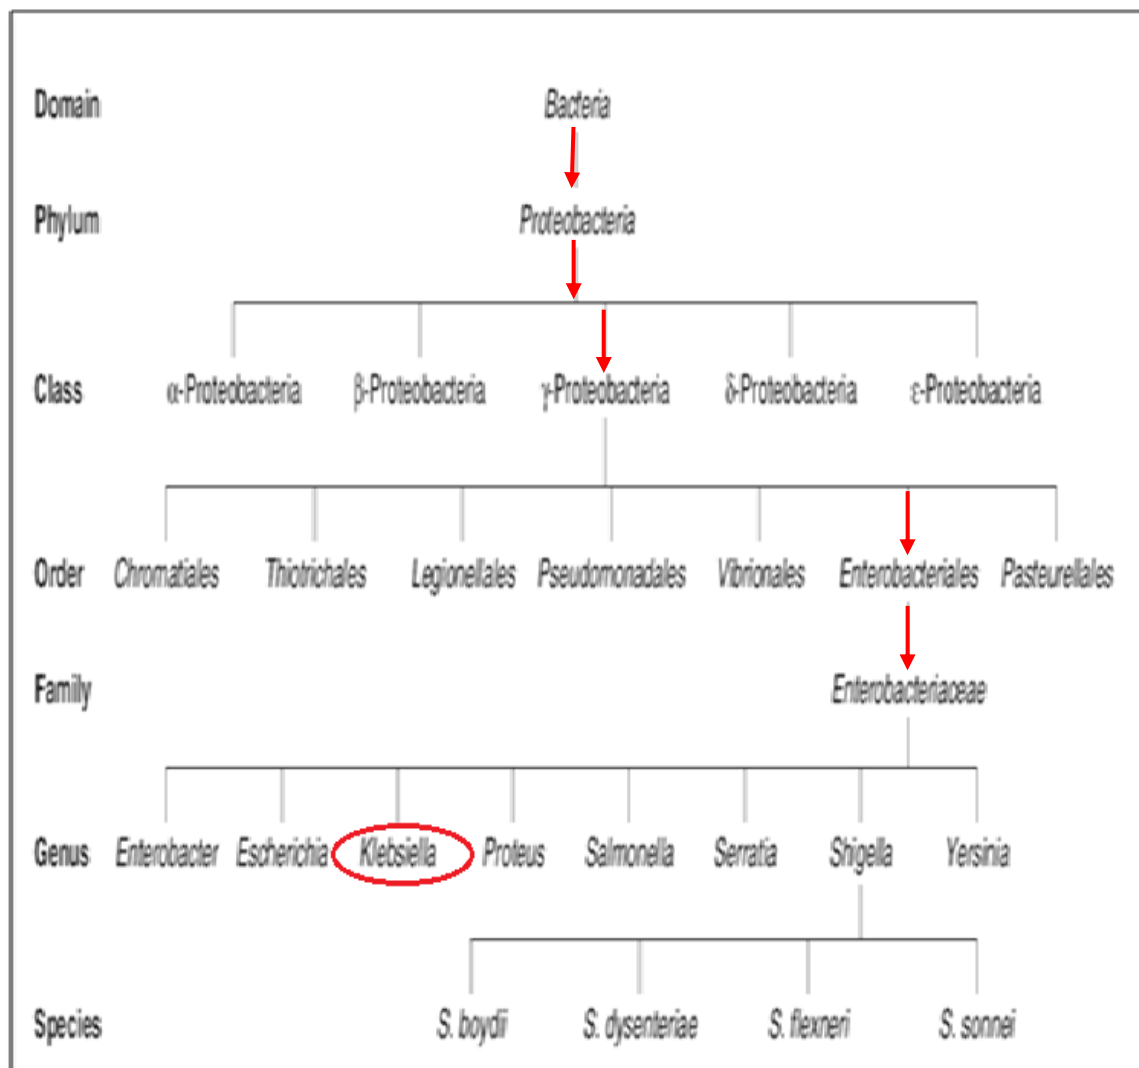 Domain Bacteria
Phylum Proteobacteria
Class α-Proteobacteria β-Proteobacteria γ-Proteobacteria δ-Proteobacteria ε-Proteobacteria
Order Chromatiales Thiotrichales Legionellales Pseudomonadales Vibrionales Enterobacteriales Pasteurellales
Family Enterobacteriaceae
Genus Enterobacter Escherichia Klebsiella Proteus Salmonella Serratia Shigella Yersinia
Species S. boydii S. dysenteriae S. flexneri S. sonnei